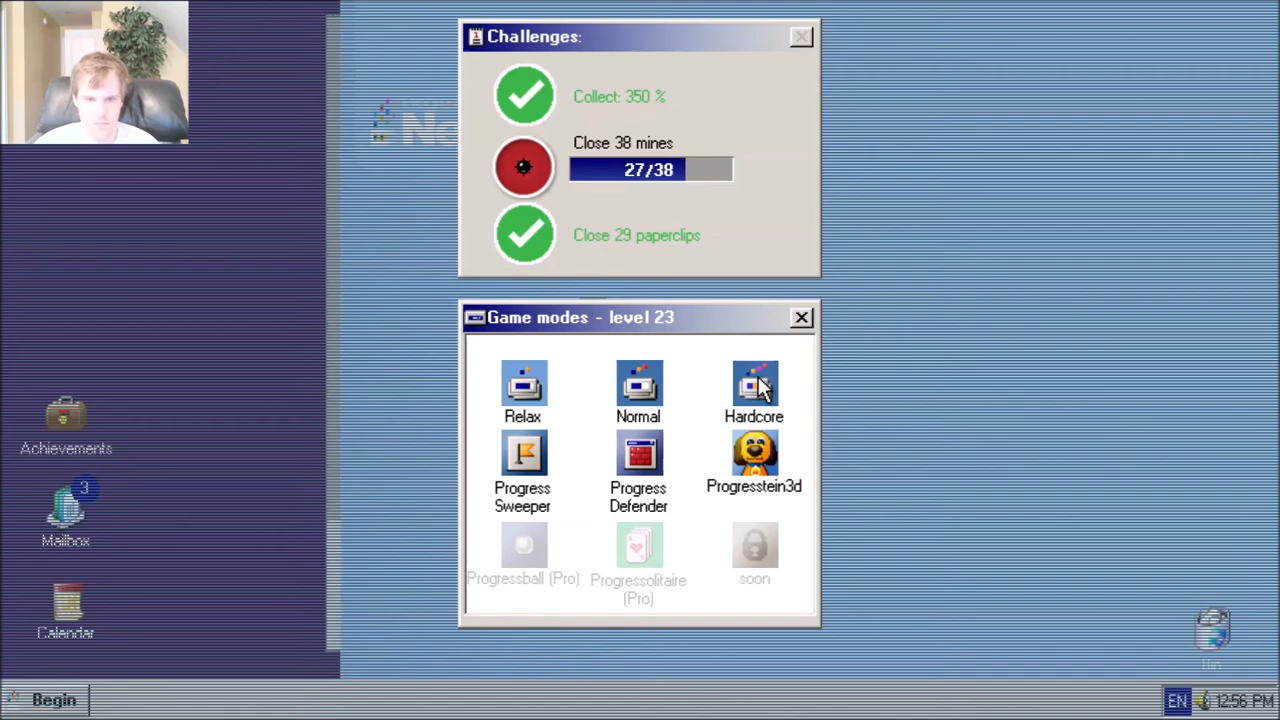 Challenges:
Collect: 350 %
Close 38 mines
27/38
Close 29 paperclips
Game modes - level 23
Relax
Normal
Hardcore
Progress
Sweeper
Progress
Defender
Progresstein3d
Progressball (Pro)
Progressolitaire
(Pro)
soon
Achievements
3
Mailbox
Calendar
Bin
Begin
EN
12:56 PM